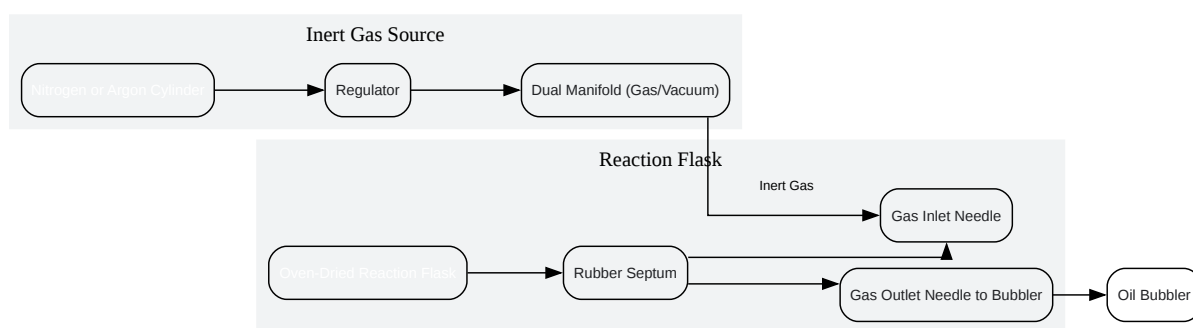 Inert Gas Source
Nitrogen or Argon Cylinder
Regulator
Dual Manifold (Gas/Vacuum)
Reaction Flask
Inert Gas
Gas Inlet Needle
Oven-Dried Reaction Flask
Rubber Septum
Gas Outlet Needle to Bubbler
Oil Bubbler